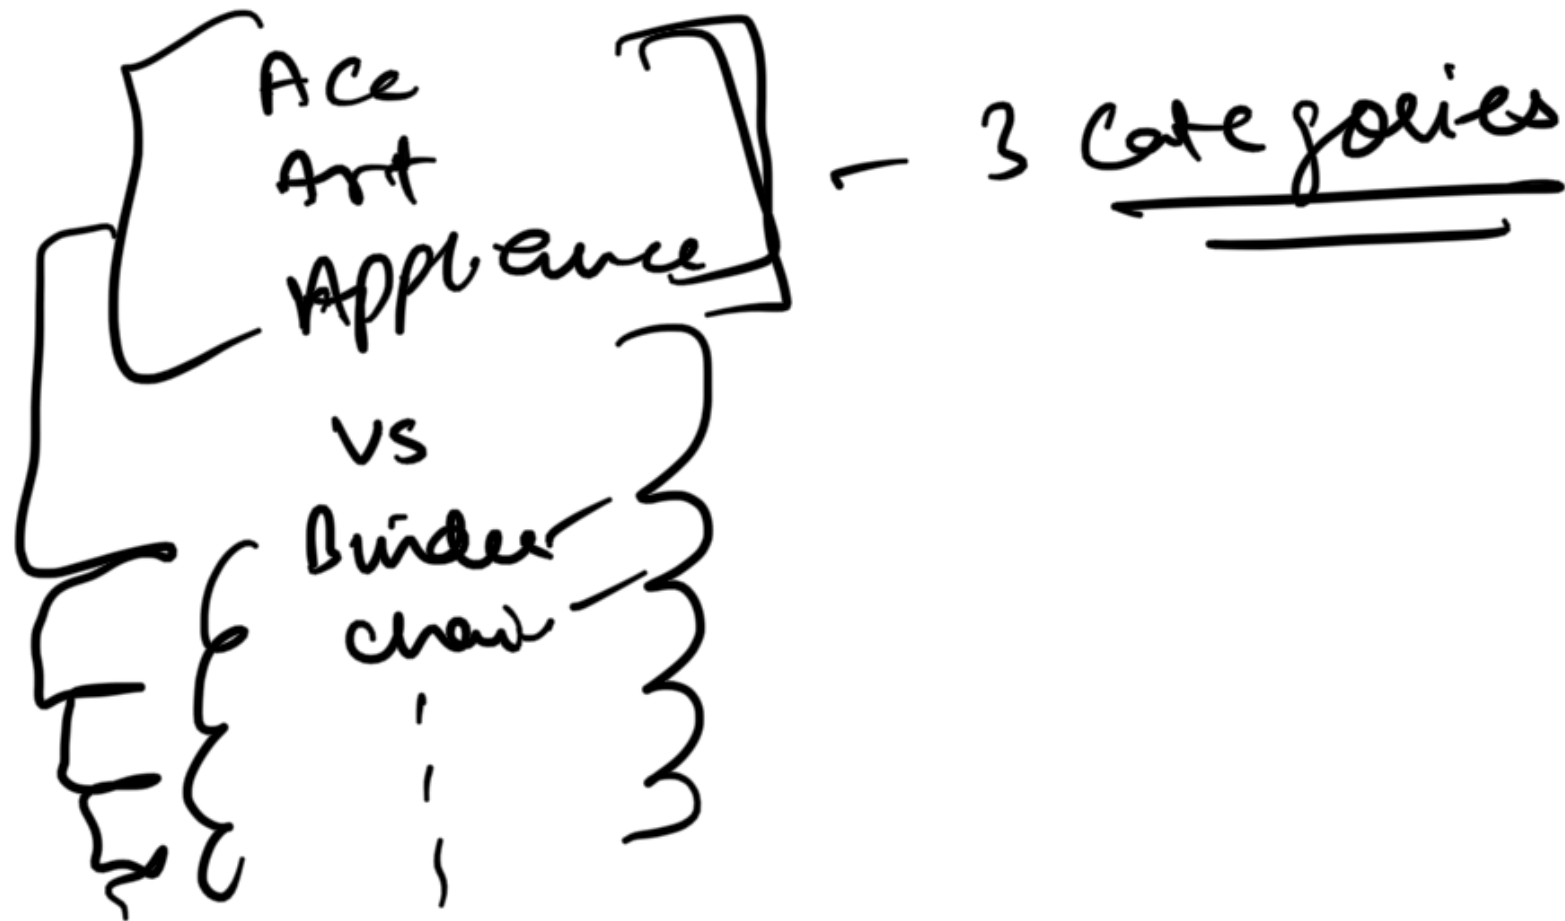 Ace
Art
Appliance
- 3 categories
vs
Binder
chair